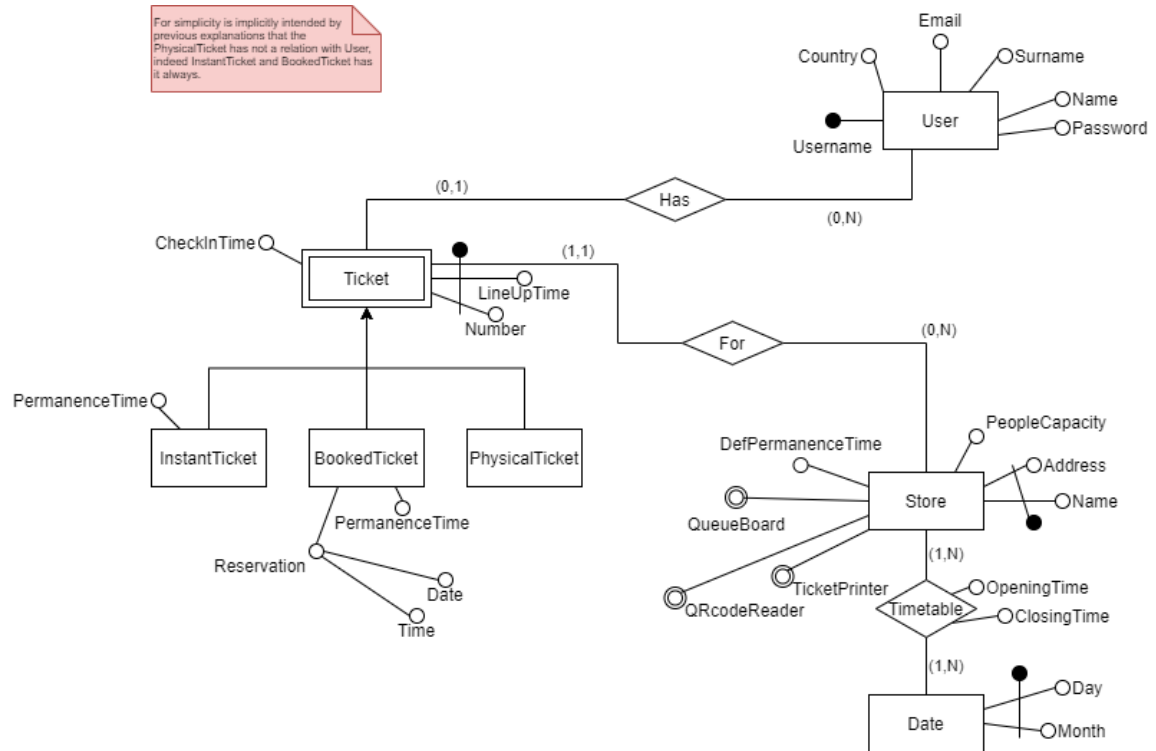 For simplicity is implicitly intended by
previous explanations that the
PhysicalTicket has not a relation with User,
indeed InstantTicket and BookedTicket has
it always.
Email
Country
Surname
Name
User
Password
Username
(0,1)
Has
(0,N)
CheckInTime
(1,1)
Ticket
LineUpTime
Number
For
(0,N)
PermanenceTime
PeopleCapacity
DefPermanenceTime
InstantTicket
BookedTicket
PhysicalTicket
Address
Store
Name
QueueBoard
PermanenceTime
Reservation
(1,N)
Date
TicketPrinter
QRcodeReader
OpeningTime
Timetable
ClosingTime
Time
(1,N)
Day
Date
Month